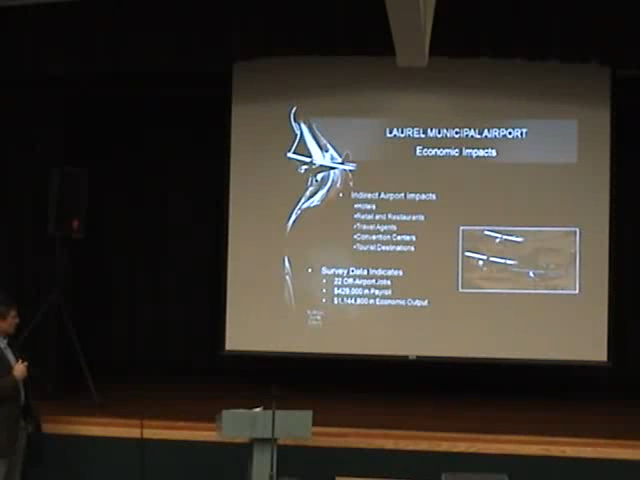 LAUREL MUNICIPAL AIRPORT
Economic Impacts
• Indirect Airport Impacts
•Hotels
•Retail and Restaurants
•Travel Agents
•Convention Centers
•Tourist Destinations
• Survey Data Indicates
• 22 Off-Airport Jobs
• $429,000 in Payroll
• $1,144,800 in Economic Output